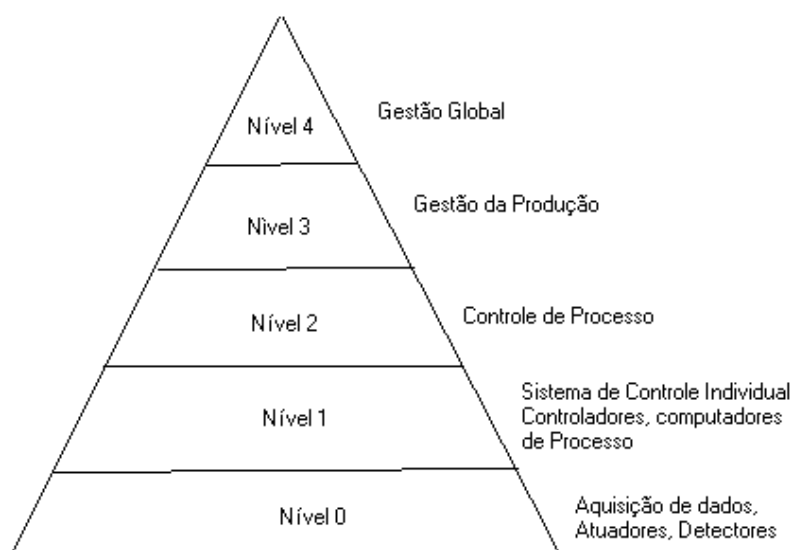 Nível 4
Gestão Global
Nìvel 3
Gestão da Produção
Nível 2
Controle de Processo
Nível 1
Sistema de Controle Individual
Controladores, computadores
de Processo
Nível 0
Aquisição de dados,
Atuadores, Detectores